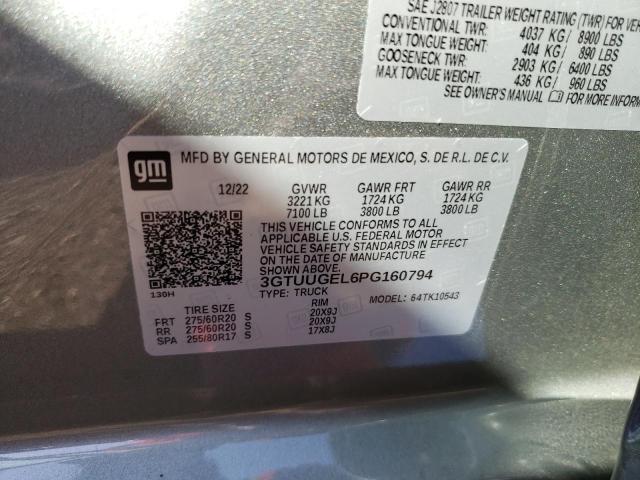 SAE J2807 TRAILER WEIGHT RATING (TWR) FOR VEH
CONVENTIONAL TWR: 4037 KG/ 8900 LBS
MAX TONGUE WEIGHT: 404 KG/ 890 LBS
GOOSENECK TWR: 2903 KG/ 6400 LBS
MAX TONGUE WEIGHT: 436 KG/ 960 LBS
SEE OWNER'S MANUAL FOR MORE INFORM
gm MFD BY GENERAL MOTORS DE MEXICO, S. DE R.L. DE C.V.
12/22 GVWR GAWR FRT GAWR RR
3221 KG 1724 KG 1724 KG
7100 LB 3800 LB 3800 LB
THIS VEHICLE CONFORMS TO ALL
APPLICABLE U.S. FEDERAL MOTOR
VEHICLE SAFETY STANDARDS IN EFFECT
ON THE DATE OF MANUFACTURE
SHOWN ABOVE.
3GTUUGEL6PG160794
130H TYPE: TRUCK MODEL: 64TK10543
TIRE SIZE RIM
FRT 275/60R20 S 20X9J
RR 275/60R20 S 20X9J
SPA 255/80R17 S 17X8J